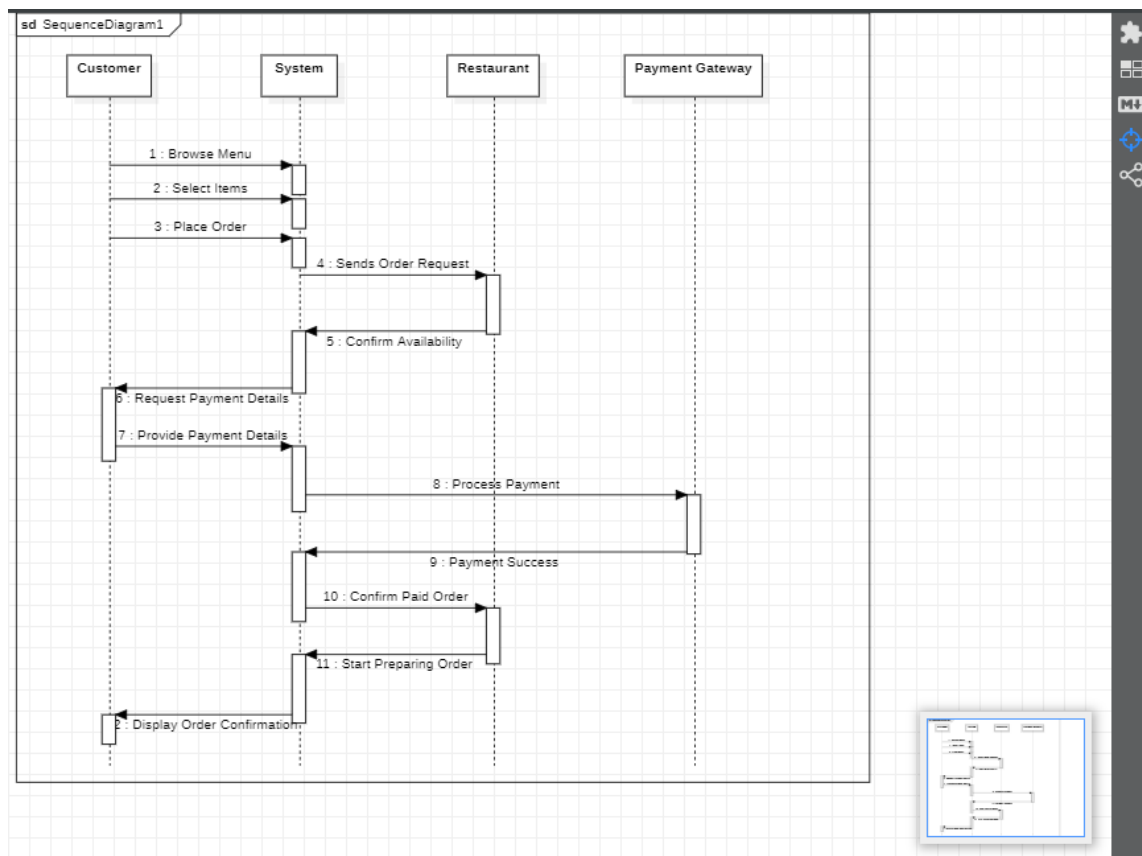 sd SequenceDiagram1
Customer
System
Restaurant
Payment Gateway
1 : Browse Menu
2 : Select Items
3 : Place Order
4 : Sends Order Request
5 : Confirm Availability
6 : Request Payment Details
7 : Provide Payment Details
8 : Process Payment
9 : Payment Success
10 : Confirm Paid Order
11 : Start Preparing Order
2 : Display Order Confirmation
M